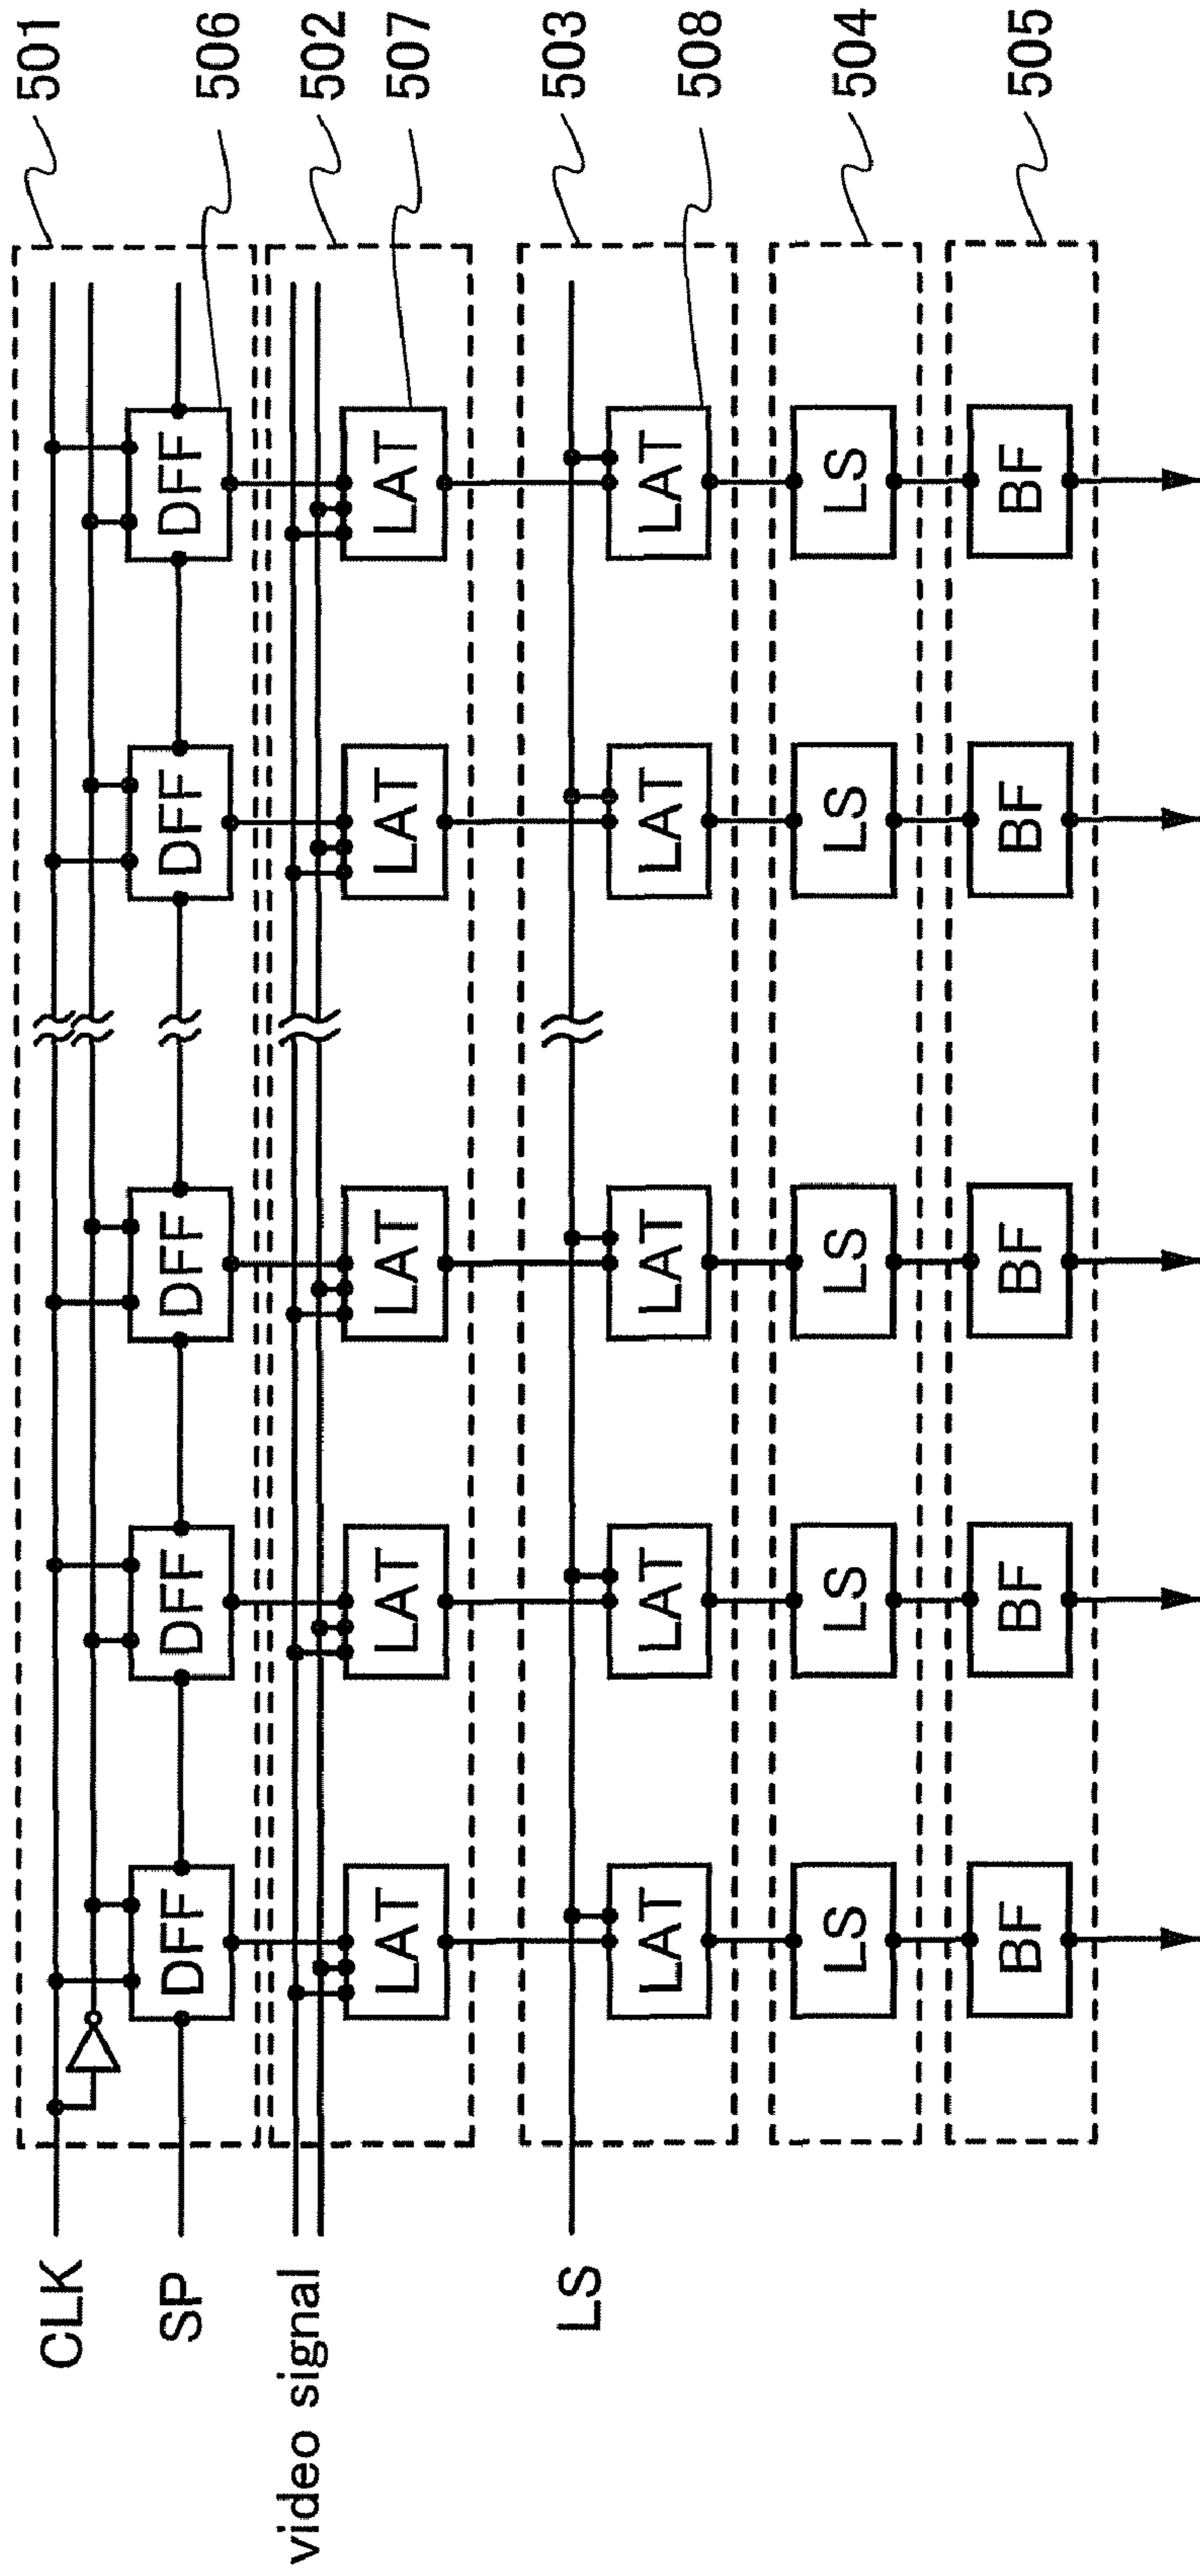 501
506
502
507
503
508
504
505
CLK
SP
video signal
LS
DFF DFF DFF DFF DFF
LAT LAT LAT LAT LAT
LAT LAT LAT LAT LAT
LS LS LS LS LS
BF BF BF BF BF